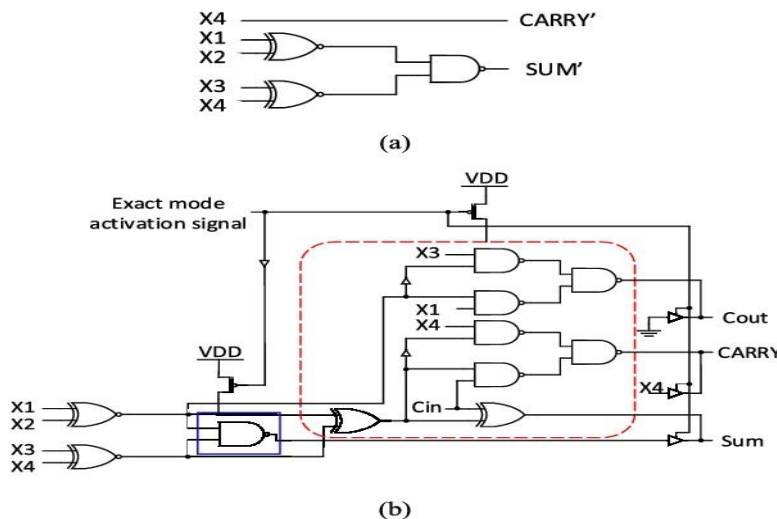 X4 CARRY'
X1
X2
SUM'
X3
X4
(a)
VDD
Exact mode
activation signal
X3
X1
X4
Cout
VDD
CARRY
X4
Cin
X1
X2
Sum
X3
X4
(b)